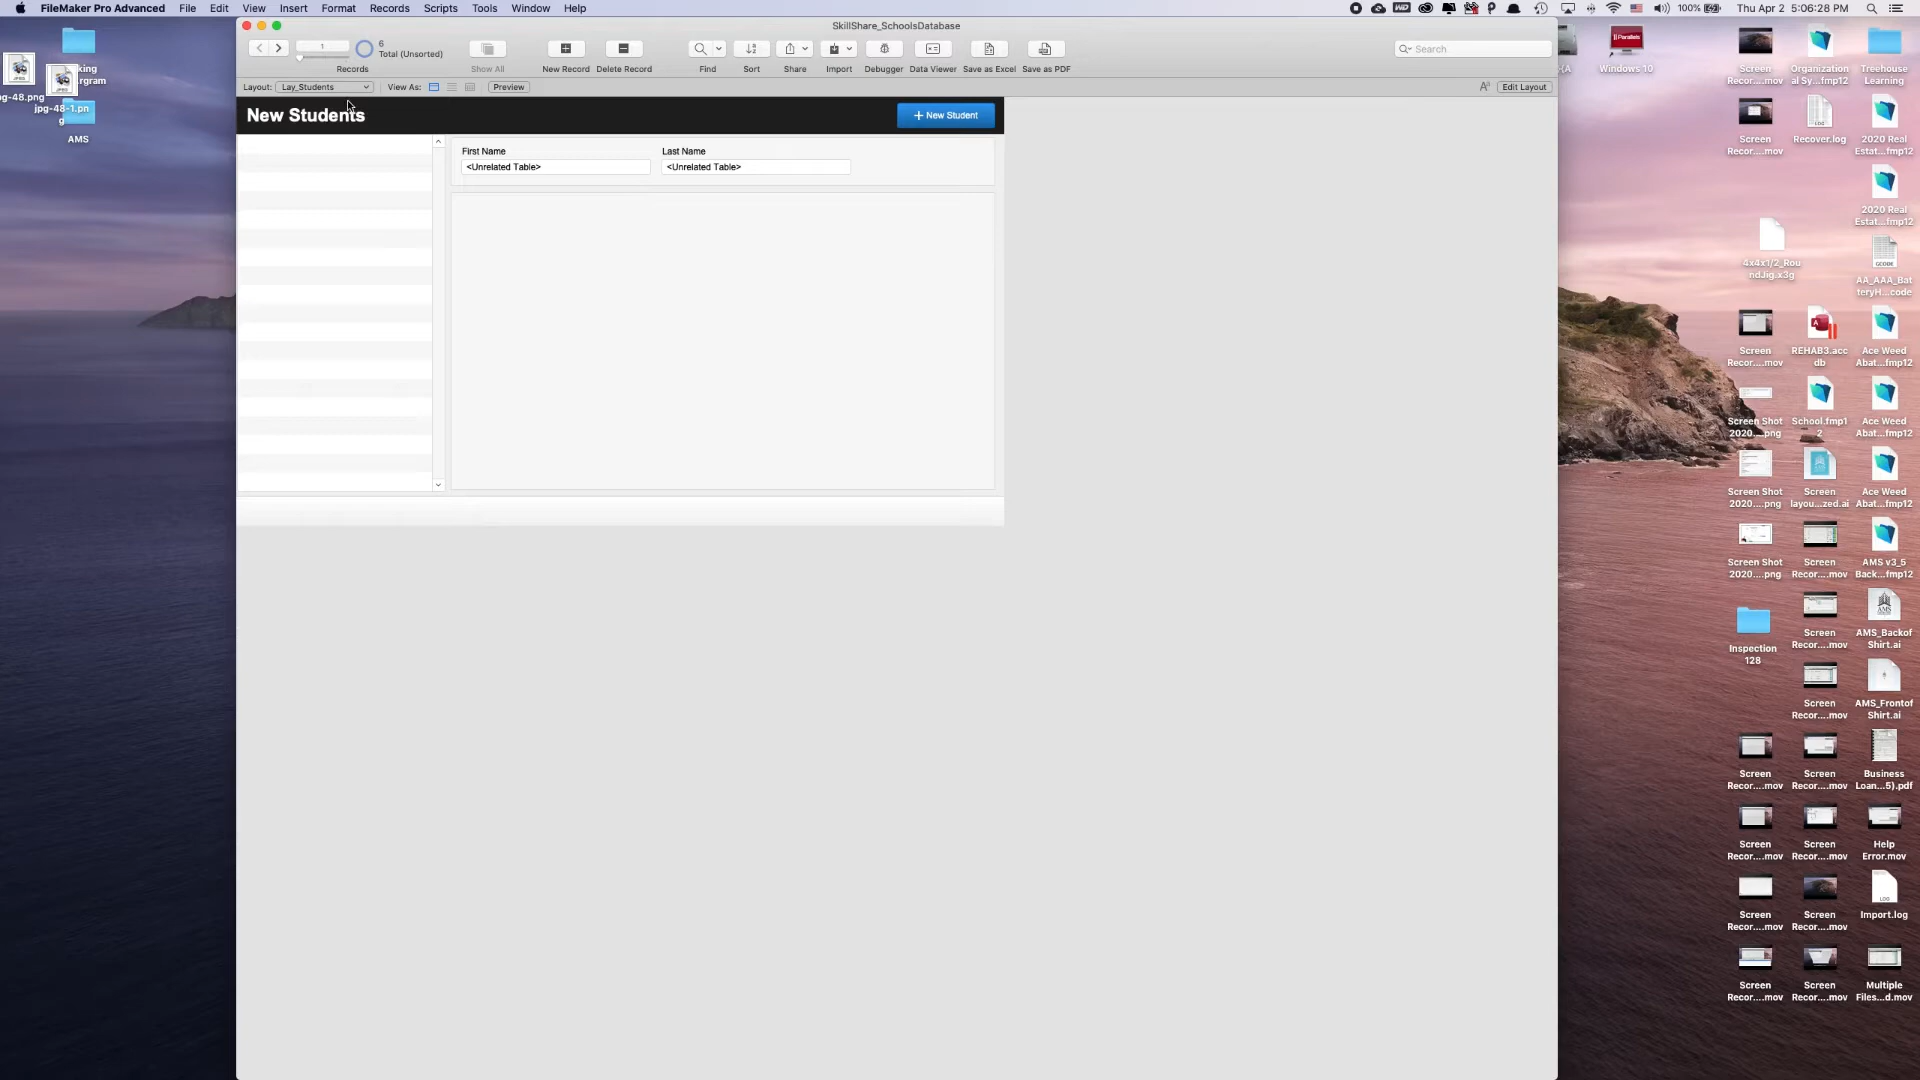 FileMaker Pro Advanced File Edit View Insert Format Records Scripts Tools Window Help
100% Thu Apr 2 5:06:28 PM
SkillShare_SchoolsDatabase
1
6
Total (Unsorted)
Records
Show All
New Record
Delete Record
Find
Sort
Share
Import
Debugger
Data Viewer
Save as Excel
Save as PDF
Search
Layout: Lay_Students
View As:
Preview
Edit Layout
New Students
+ New Student
First Name
Last Name
<Unrelated Table>
<Unrelated Table>
jpg-48-1.pn
g
AMS
Windows 10
Screen
Recor....mov
Organization
al Sy...fmp12
Treehouse
Learning
Screen
Recor....mov
Recover.log
2020 Real
Estat...fmp12
2020 Real
Estat...fmp12
4x4x1/2_Rou
ndJig.x3g
AA_AAA_Bat
teryH...code
Screen
Recor....mov
REHAB3.acc
db
Ace Weed
Abat...fmp12
Screen Shot
2020....png
School.fmp1
2
Ace Weed
Abat...fmp12
Screen Shot
2020....png
Screen
layou...zed.ai
Ace Weed
Abat...fmp12
Screen Shot
2020....png
Screen
Recor....mov
AMS v3_5
Back...fmp12
Inspection
128
Screen
Recor....mov
AMS_Backof
Shirt.ai
Screen
Recor....mov
AMS_Frontof
Shirt.ai
Screen
Recor....mov
Screen
Recor....mov
Business
Loan...5).pdf
Screen
Recor....mov
Screen
Recor....mov
Help
Error.mov
Screen
Recor....mov
Screen
Recor....mov
Import.log
Screen
Recor....mov
Screen
Recor....mov
Multiple
Files...d.mov